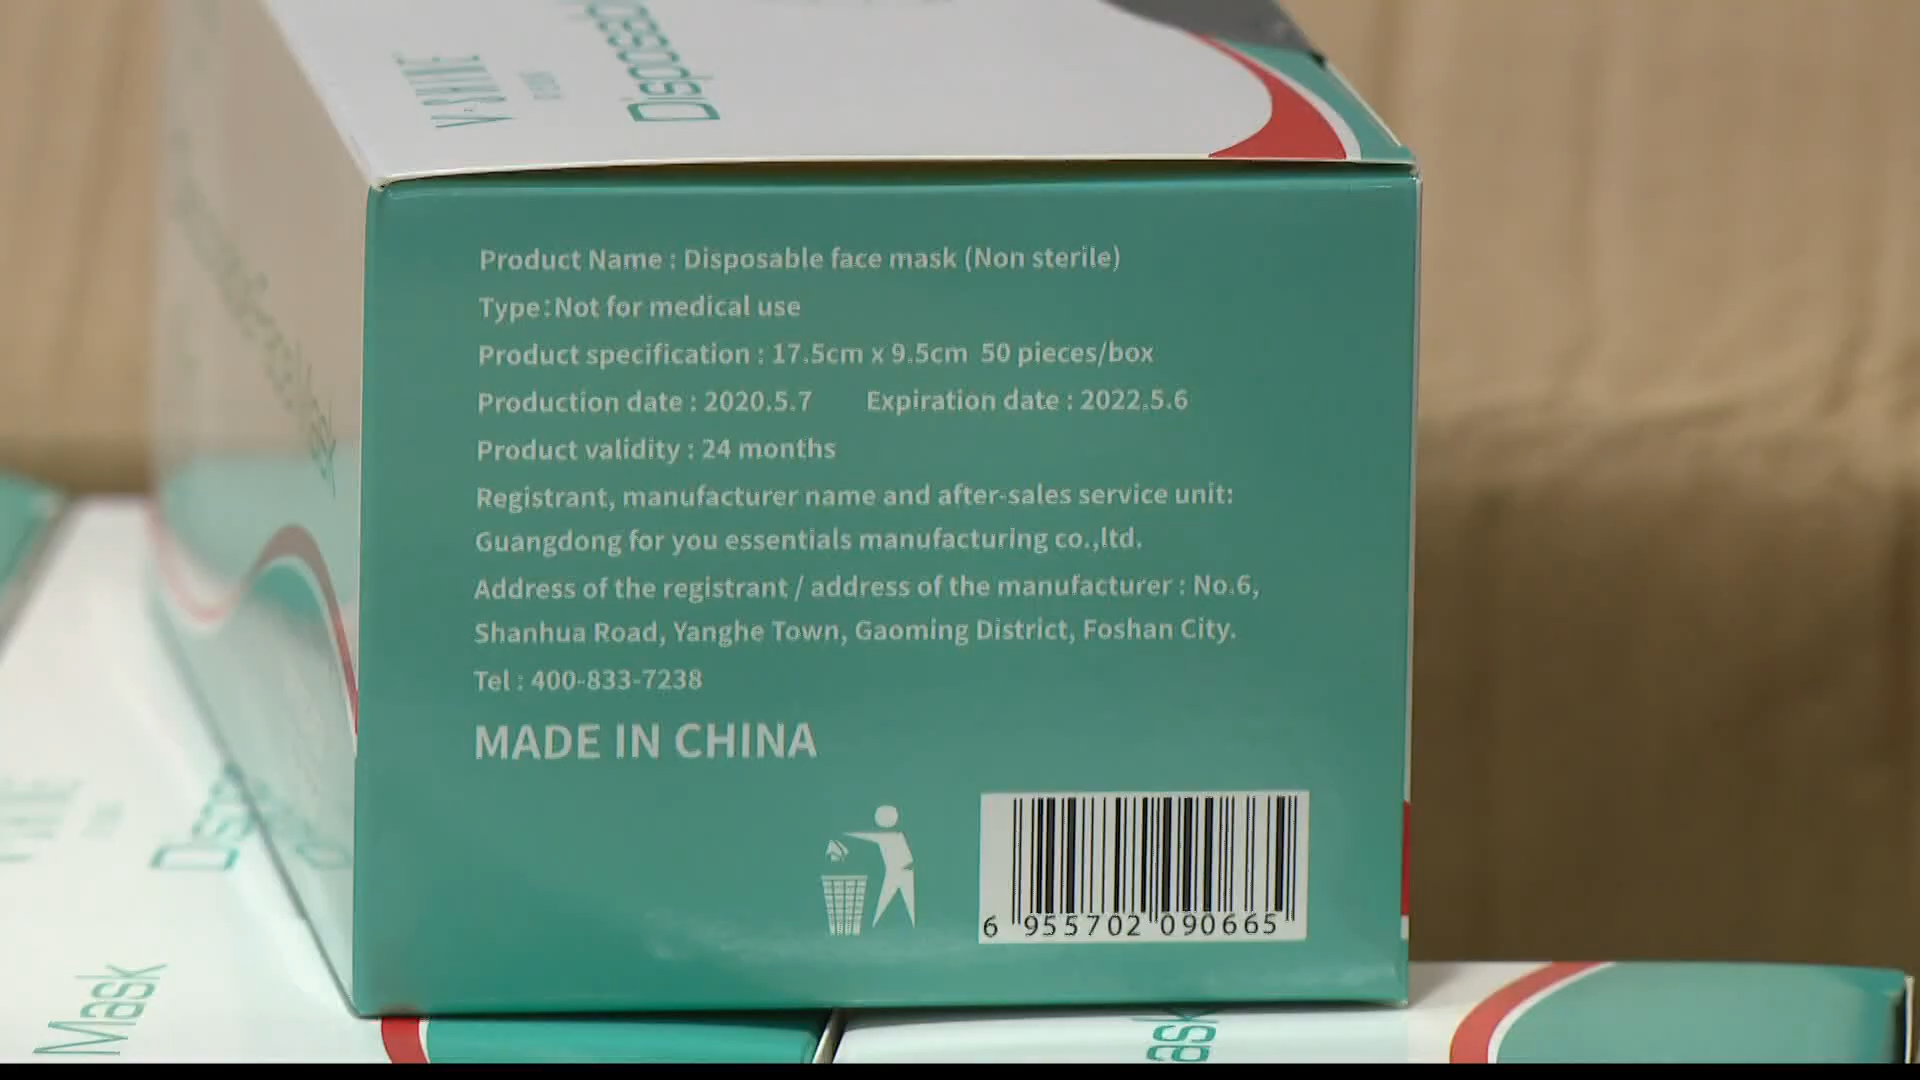 V·SMILE
Disposable
Product Name : Disposable face mask (Non sterile)
Type:Not for medical use
Product specification : 17.5cm x 9.5cm 50 pieces/box
Production date : 2020.5.7 Expiration date : 2022.5.6
Product validity : 24 months
Registrant, manufacturer name and after-sales service unit:
Guangdong for you essentials manufacturing co.,ltd.
Address of the registrant / address of the manufacturer : No.6,
Shanhua Road, Yanghe Town, Gaoming District, Foshan City.
Tel : 400-833-7238
MADE IN CHINA
6 955702 090665
Mask